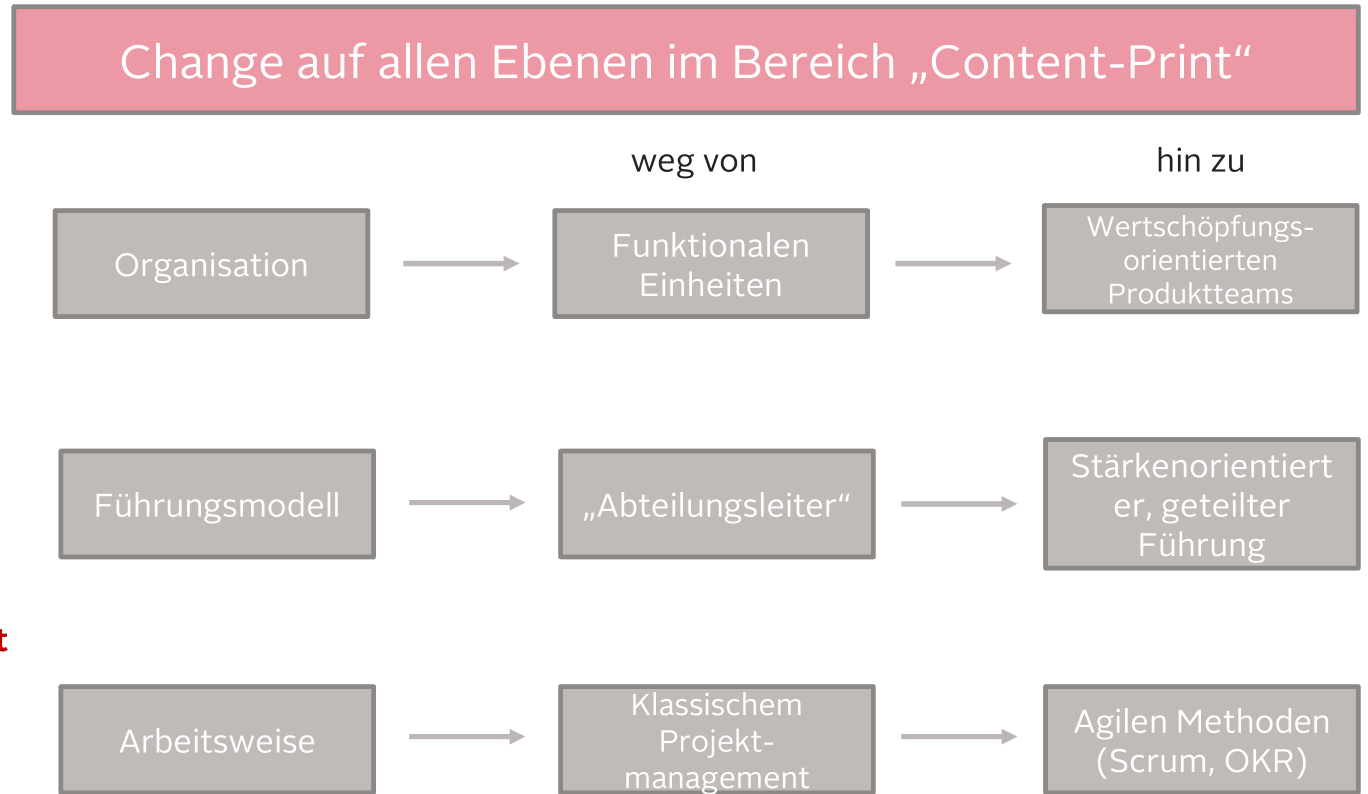 Change auf allen Ebenen im Bereich „Content-Print“
weg von
hin zu
Organisation
Funktionalen
Einheiten
Wertschöpfungs-
orientierten
Produktteams
Führungsmodell
„Abteilungsleiter“
Stärkenorientiert
er, geteilter
Führung
t
Arbeitsweise
Klassischem
Projekt-
management
Agilen Methoden
(Scrum, OKR)